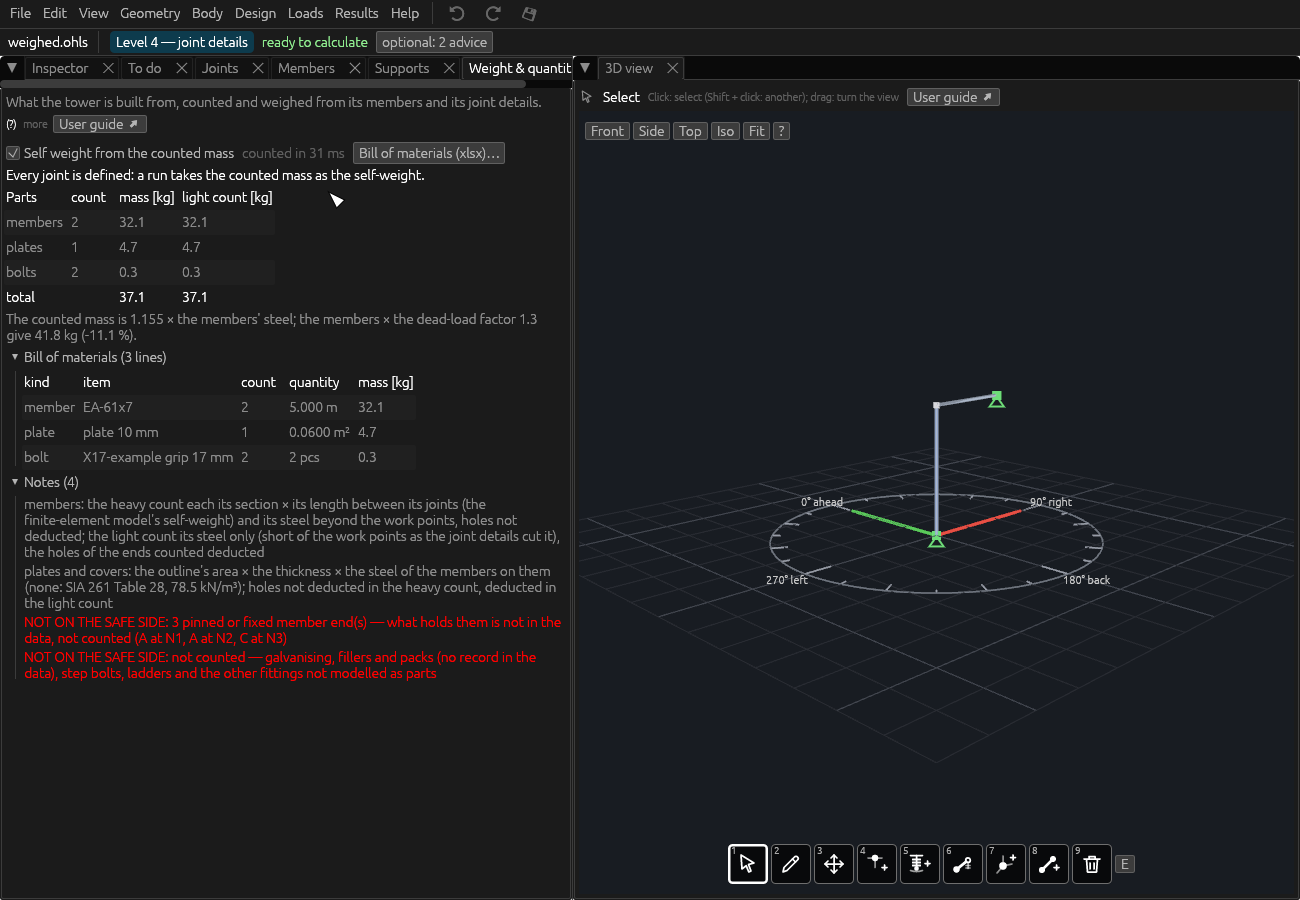 File Edit View Geometry Body Design Loads Results Help
weighed.ohls Level 4 — joint details ready to calculate optional: 2 advice
Inspector To do Joints Members Supports Weight & quantit
3D view
What the tower is built from, counted and weighed from its members and its joint details.
(?) more User guide
Select Click: select (Shift + click: another); drag: turn the view User guide
Front Side Top Iso Fit ?
Self weight from the counted mass counted in 31 ms Bill of materials (xlsx)…
Every joint is defined: a run takes the counted mass as the self-weight.
Parts count mass [kg] light count [kg]
members 2 32.1 32.1
plates 1 4.7 4.7
bolts 2 0.3 0.3
total 37.1 37.1
The counted mass is 1.155 × the members' steel; the members × the dead-load factor 1.3
give 41.8 kg (-11.1 %).
Bill of materials (3 lines)
kind item count quantity mass [kg]
member EA-61x7 2 5.000 m 32.1
plate plate 10 mm 1 0.0600 m² 4.7
bolt X17-example grip 17 mm 2 2 pcs 0.3
Notes (4)
members: the heavy count each its section × its length between its joints (the
finite-element model's self-weight) and its steel beyond the work points, holes not
deducted; the light count its steel only (short of the work points as the joint details cut it),
the holes of the ends counted deducted
plates and covers: the outline's area × the thickness × the steel of the members on them
(none: SIA 261 Table 28, 78.5 kN/m³); holes not deducted in the heavy count, deducted in
the light count
NOT ON THE SAFE SIDE: 3 pinned or fixed member end(s) — what holds them is not in the
data, not counted (A at N1, A at N2, C at N3)
NOT ON THE SAFE SIDE: not counted — galvanising, fillers and packs (no record in the
data), step bolts, ladders and the other fittings not modelled as parts
0° ahead 90° right
270° left 180° back
1 2 3 4 5 6 7 8 9 E